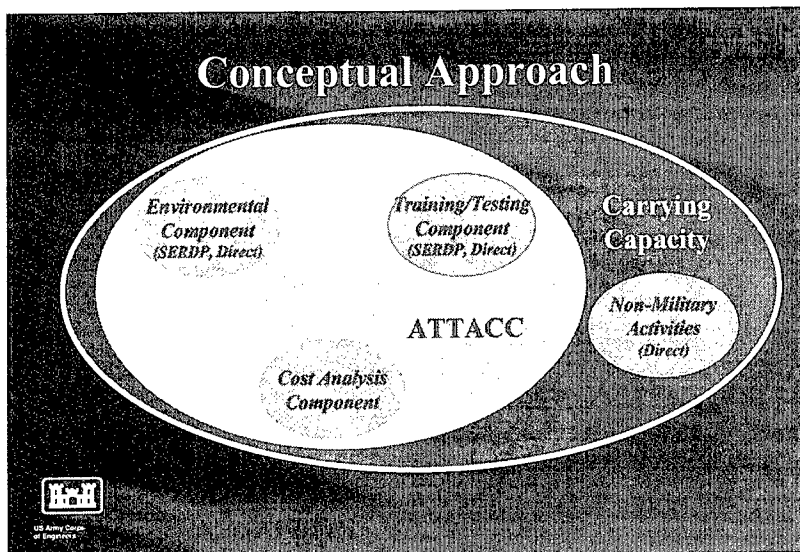 Conceptual Approach
Environmental
Component
(SERDP, Direct)
Training/Testing
Component
(SERDP, Direct)
Carrying
Capacity
Non-Military
Activities
(Direct)
ATTACC
Cost Analysis
Component
US Army Corps
of Engineers